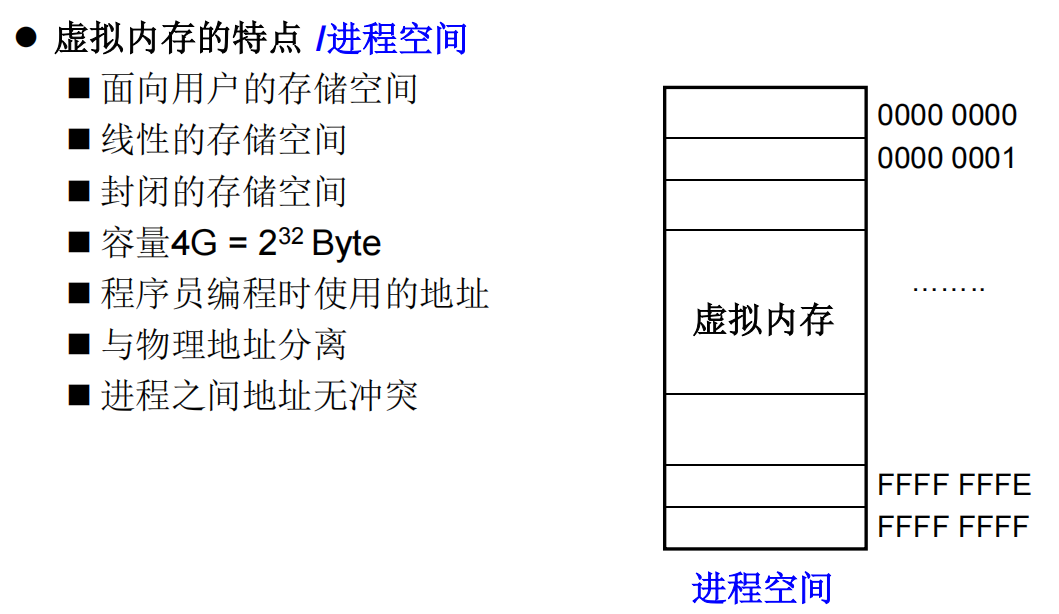 ● 虚拟内存的特点 /进程空间
■ 面向用户的存储空间
■ 线性的存储空间
■ 封闭的存储空间
■ 容量4G = 2³² Byte
■ 程序员编程时使用的地址
■ 与物理地址分离
■ 进程之间地址无冲突
0000 0000
0000 0001
……..
虚拟内存
FFFF FFFE
FFFF FFFF
进程空间